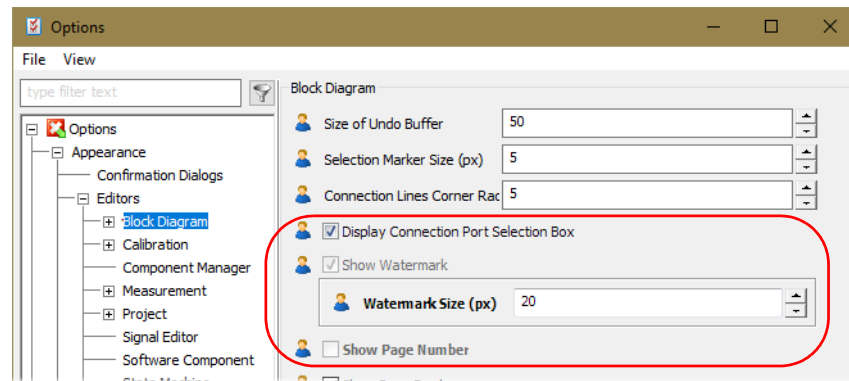 Options
File View
type filter text
Options
Appearance
Confirmation Dialogs
Editors
Block Diagram
Calibration
Component Manager
Measurement
Project
Signal Editor
Software Component
Block Diagram
Size of Undo Buffer 50
Selection Marker Size (px) 5
Connection Lines Corner Rac 5
Display Connection Port Selection Box
Show Watermark
Watermark Size (px) 20
Show Page Number